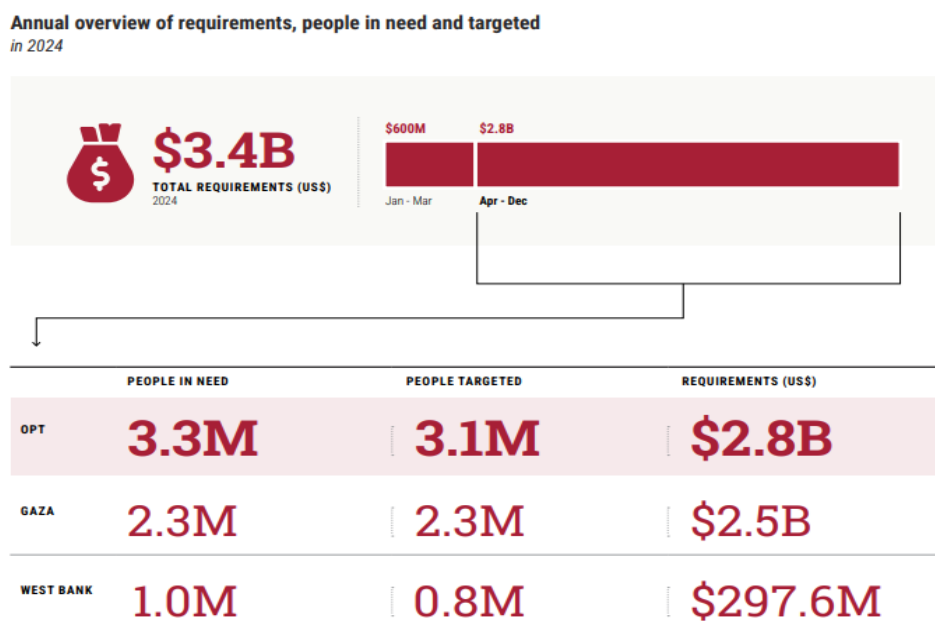 Annual overview of requirements, people in need and targeted
in 2024
$3.4B
TOTAL REQUIREMENTS (US$)
2024
$600M $2.8B
Jan - Mar Apr - Dec
$
PEOPLE IN NEED PEOPLE TARGETED REQUIREMENTS (US$)
OPT 3.3M 3.1M $2.8B
GAZA 2.3M 2.3M $2.5B
WEST BANK 1.0M 0.8M $297.6M